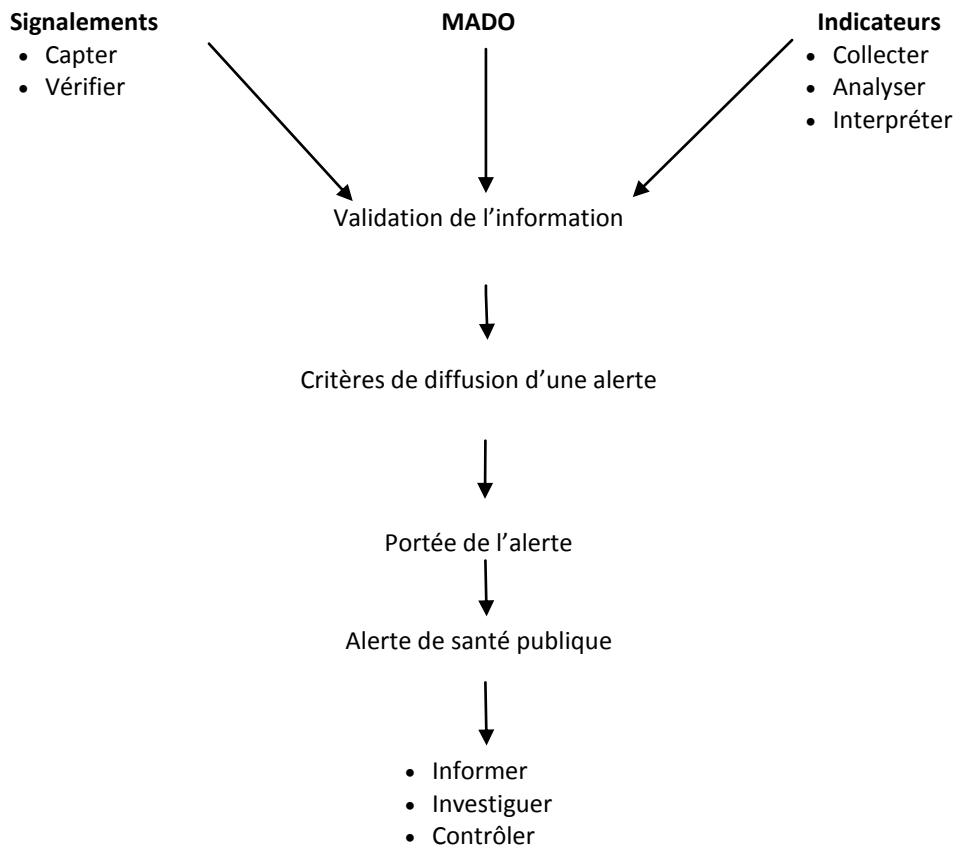 Signalements
• Capter
• Vérifier
MADO
Indicateurs
• Collecter
• Analyser
• Interpréter
Validation de l’information
Critères de diffusion d’une alerte
Portée de l’alerte
Alerte de santé publique
• Informer
• Investiguer
• Contrôler